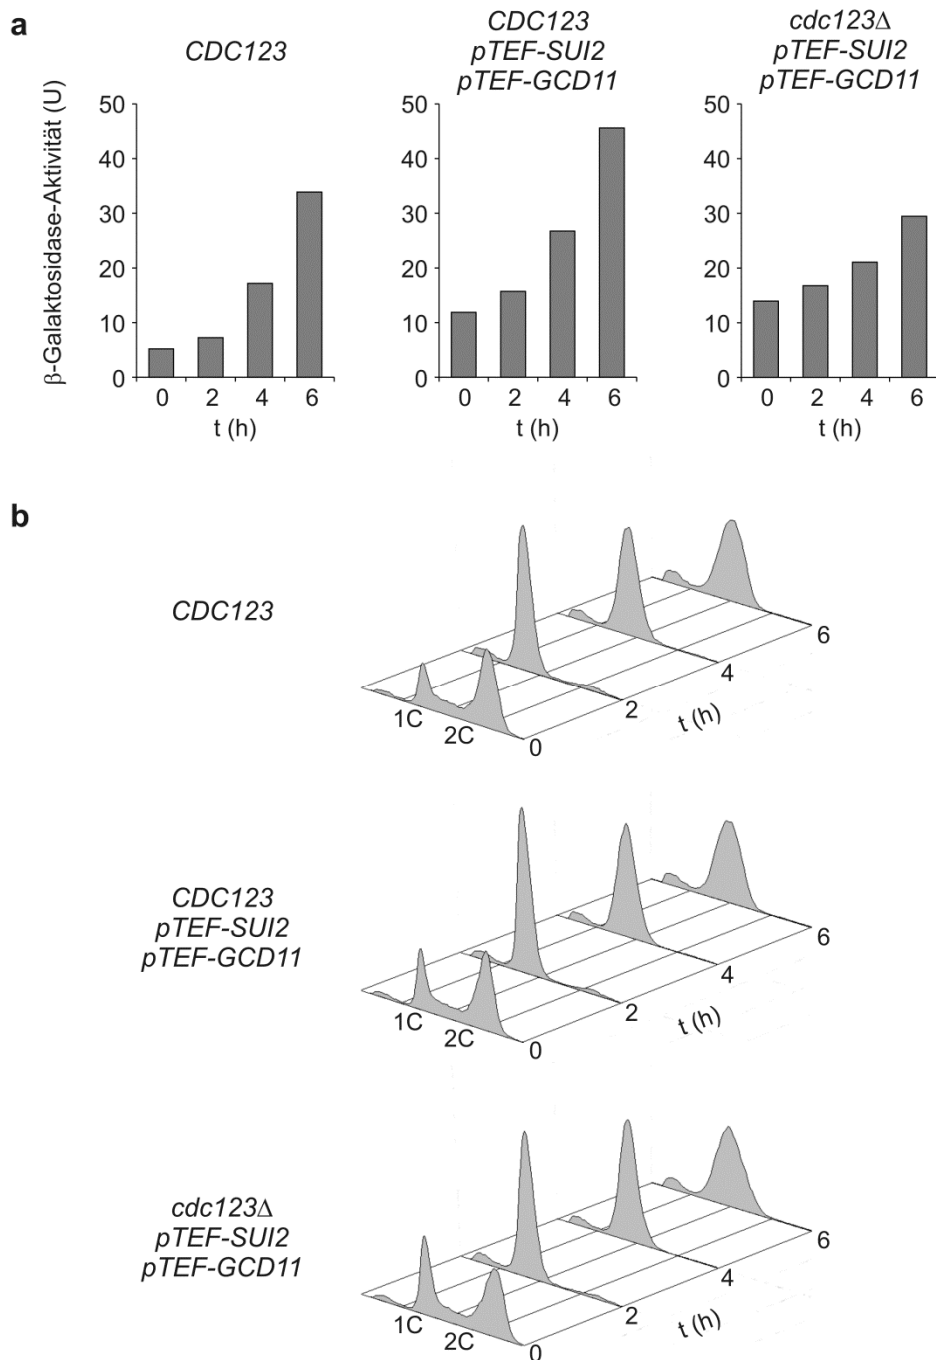 a
CDC123
CDC123
pTEF-SUI2
pTEF-GCD11
cdc123Δ
pTEF-SUI2
pTEF-GCD11
β-Galaktosidase-Aktivität (U)
50
40
30
20
10
0
0 2 4 6
t (h)
50
40
30
20
10
0
0 2 4 6
t (h)
50
40
30
20
10
0
0 2 4 6
t (h)
b
CDC123
1C
2C
0
2
4
6
t (h)
CDC123
pTEF-SUI2
pTEF-GCD11
1C
2C
0
2
4
6
t (h)
cdc123Δ
pTEF-SUI2
pTEF-GCD11
1C
2C
0
2
4
6
t (h)